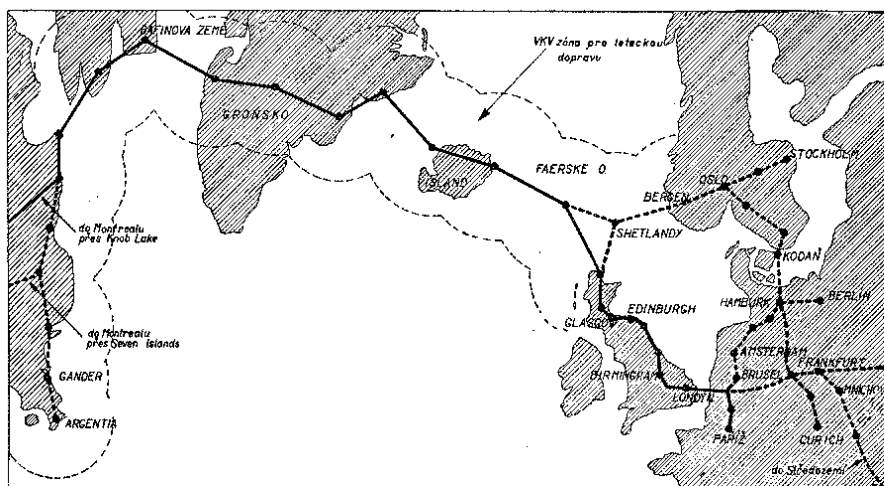 BAFINOVA ZEMĚ
VKV zóna pro leteckou
dopravu
GRÓNSKO
ISLAND
FAERSKE O.
STOCKHOLM
OSLO
BERGEN
SHETLANDY
KODAŇ
do Montrealu
přes Knob Lake
do Montrealu
přes Seven Islands
GANDER
ARGENTIA
GLASGOW
EDINBURGH
HAMBURK
BERLIN
AMSTERDAM
FRANKFURT
BIRMINGRAM
BRUSEL
LONDÝN
MNICHOV
PAŘÍŽ
CURICH
do Středozemí